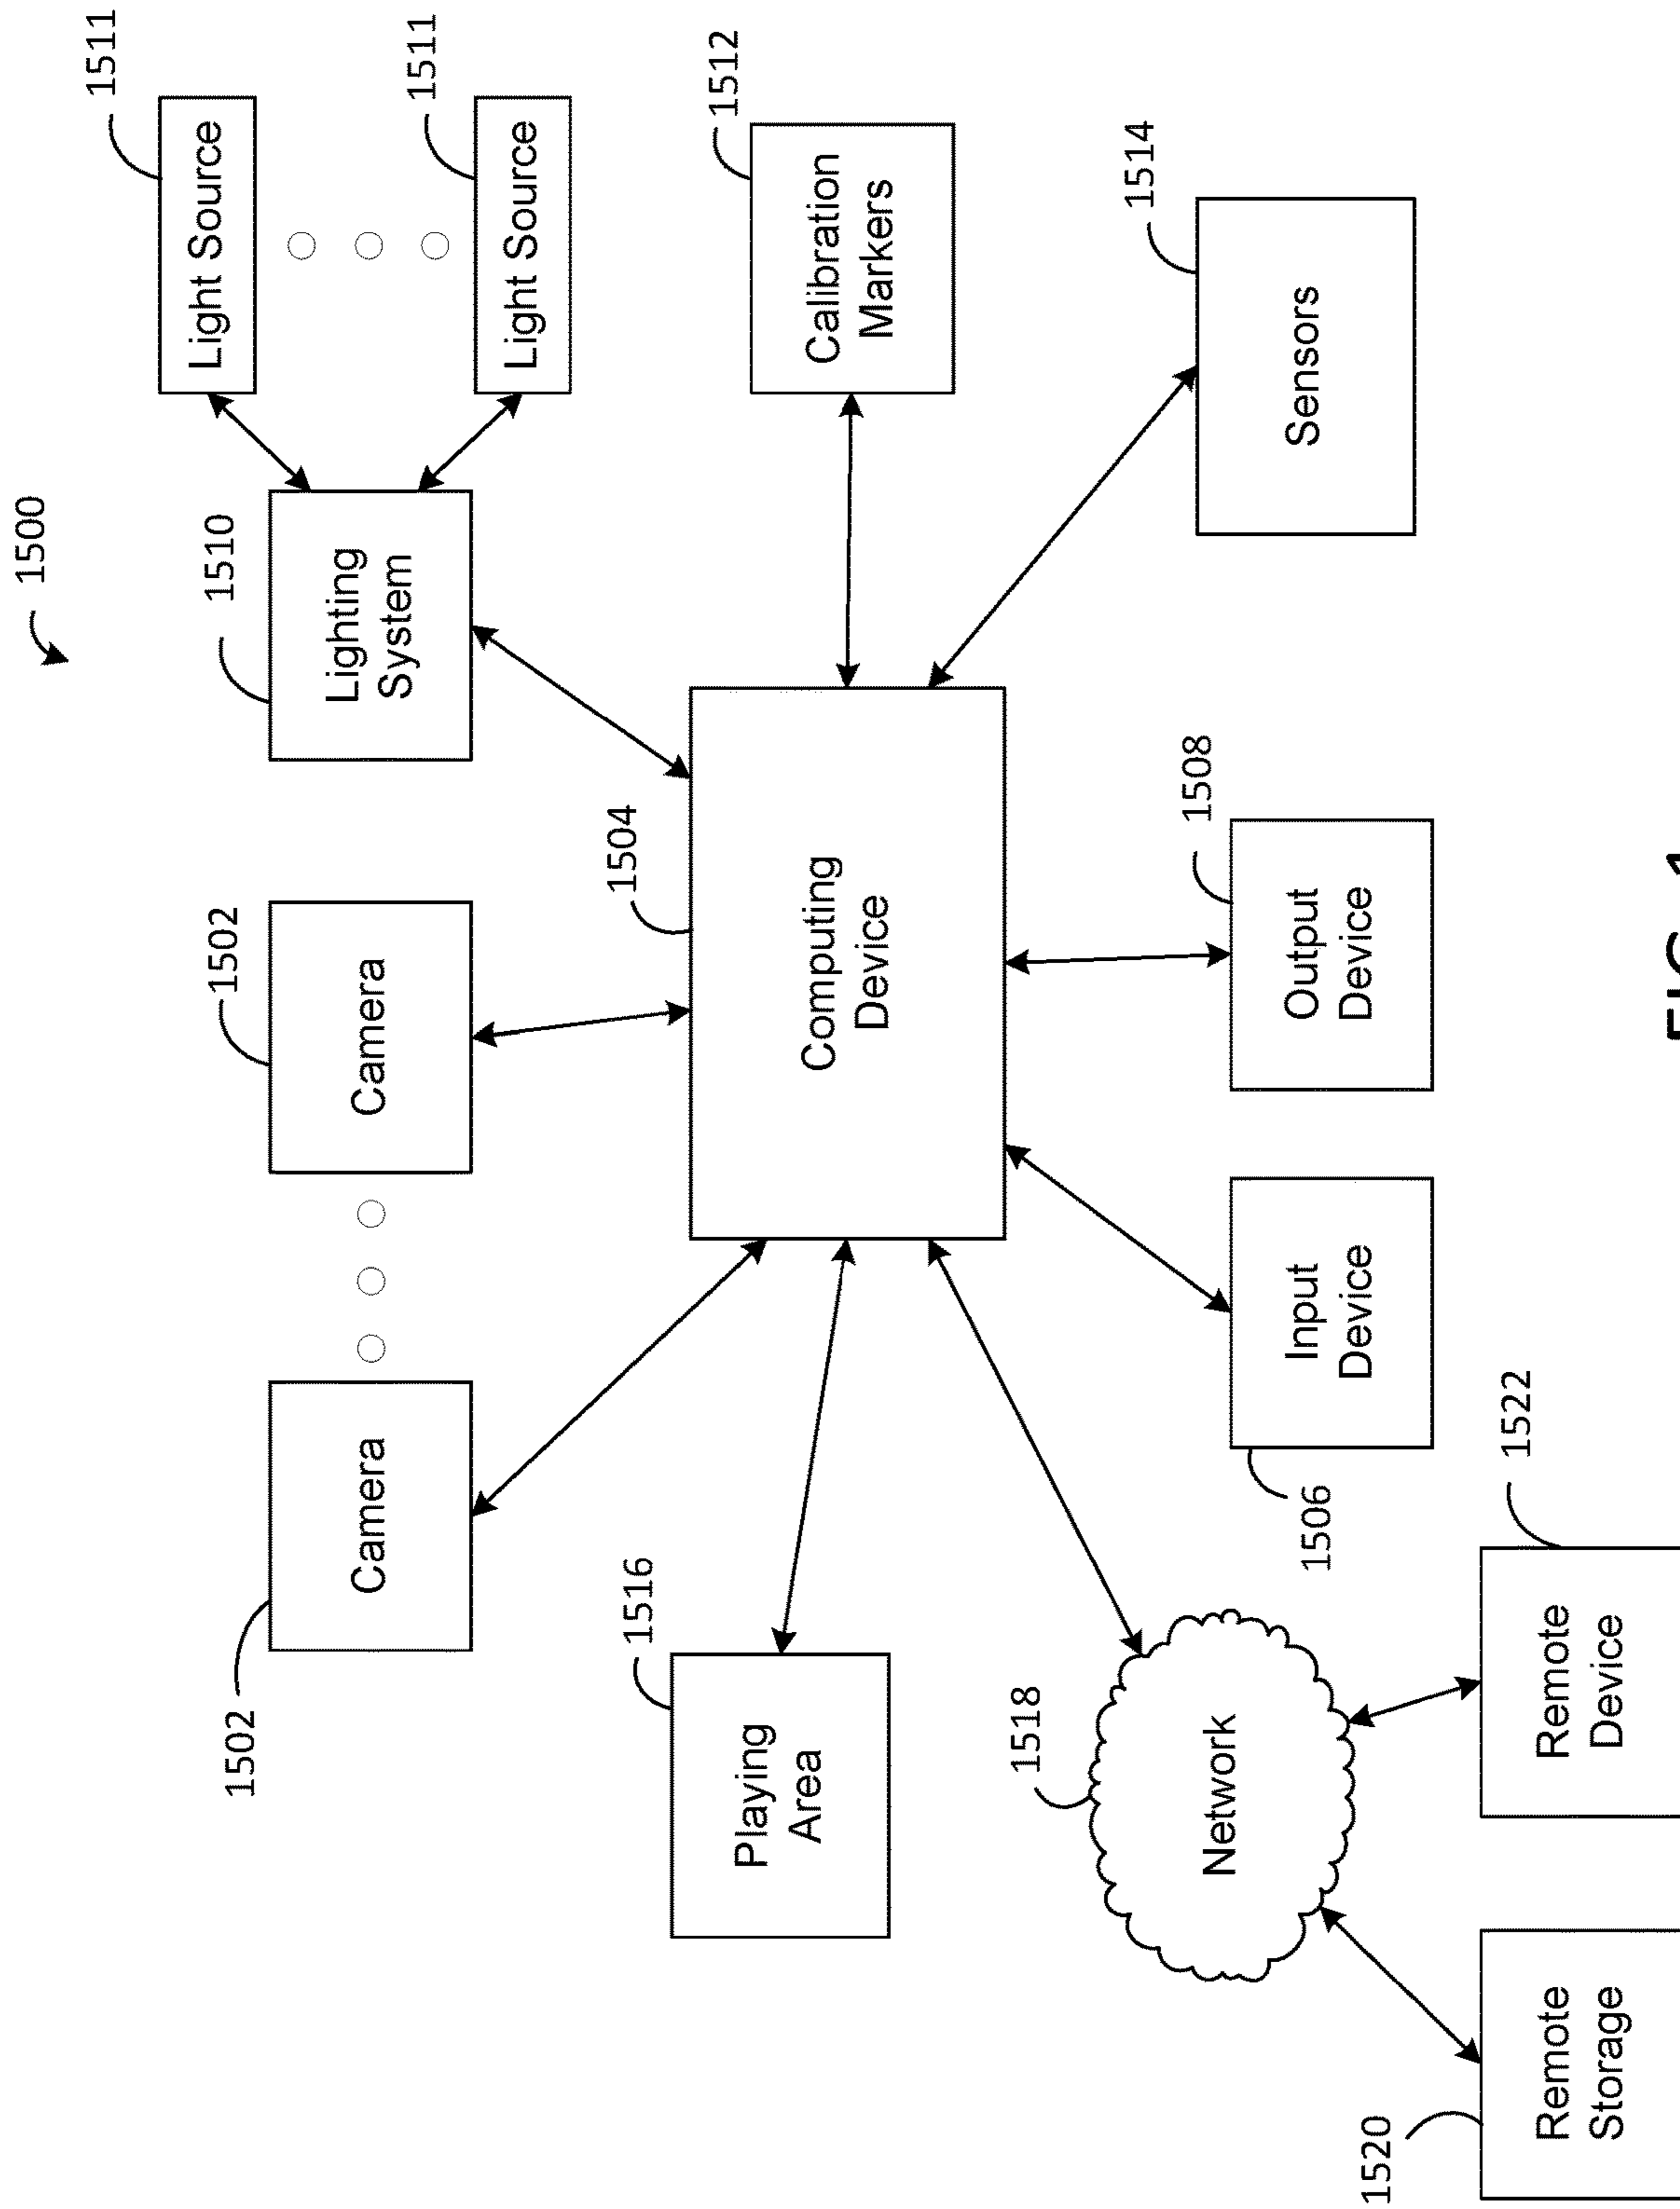 1500
1511
Light Source
1502
1502
1510
Camera
Camera
Lighting
System
1511
Light Source
1504
1516
1512
Playing
Area
Computing
Device
Calibration
Markers
1518
1514
1508
Network
Input
Device
Output
Device
Sensors
1506
1520
1522
Remote
Storage
Remote
Device
FIG.